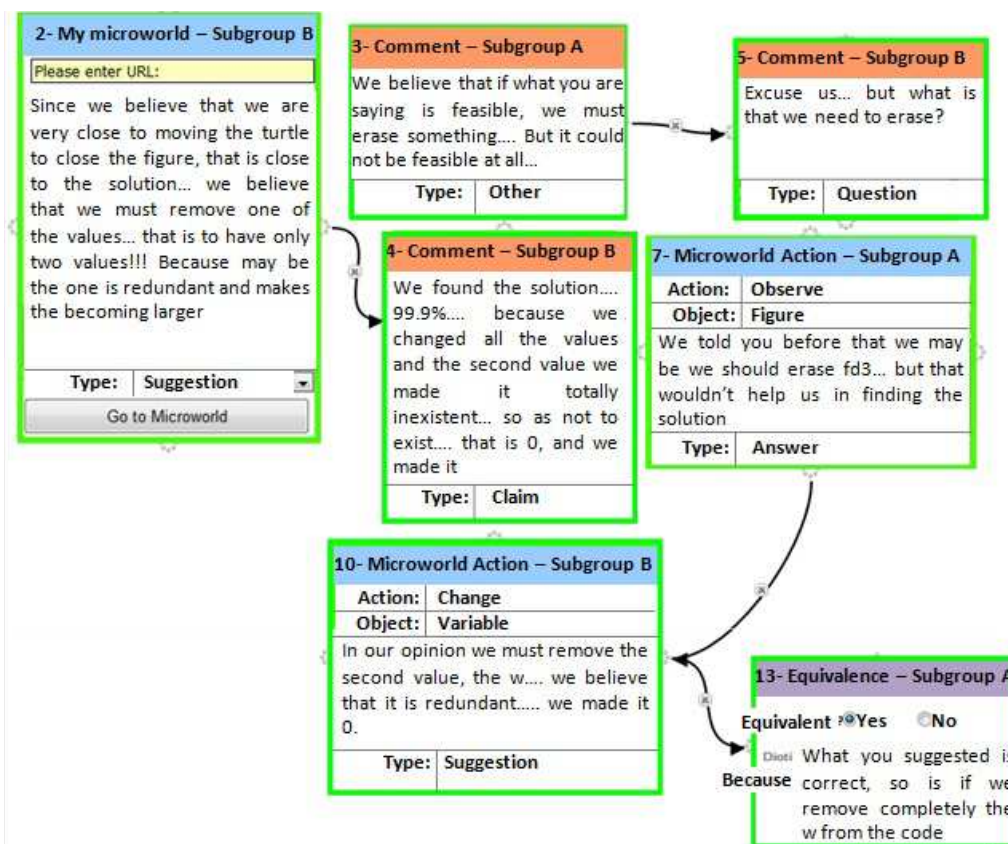 2- My microworld – Subgroup B
Please enter URL:
Since we believe that we are
very close to moving the turtle
to close the figure, that is close
to the solution... we believe
that we must remove one of
the values... that is to have only
two values!!! Because may be
the one is redundant and makes
the becoming larger
Type: Suggestion
Go to Microworld
3- Comment – Subgroup A
We believe that if what you are
saying is feasible, we must
erase something.... But it could
not be feasible at all...
Type: Other
5- Comment – Subgroup B
Excuse us... but what is
that we need to erase?
Type: Question
4- Comment – Subgroup B
We found the solution....
99.9%.... because we
changed all the values
and the second value we
made it totally
inexistent... so as not to
exist.... that is 0, and we
made it
Type: Claim
7- Microworld Action – Subgroup A
Action: Observe
Object: Figure
We told you before that we may
be we should erase fd3... but that
wouldn't help us in finding the
solution
Type: Answer
10- Microworld Action – Subgroup B
Action: Change
Object: Variable
In our opinion we must remove the
second value, the w.... we believe
that it is redundant..... we made it
0.
Type: Suggestion
13- Equivalence – Subgroup A
Equivalent ? Yes No
Dioti What you suggested is
Because correct, so is if we
remove completely the
w from the code